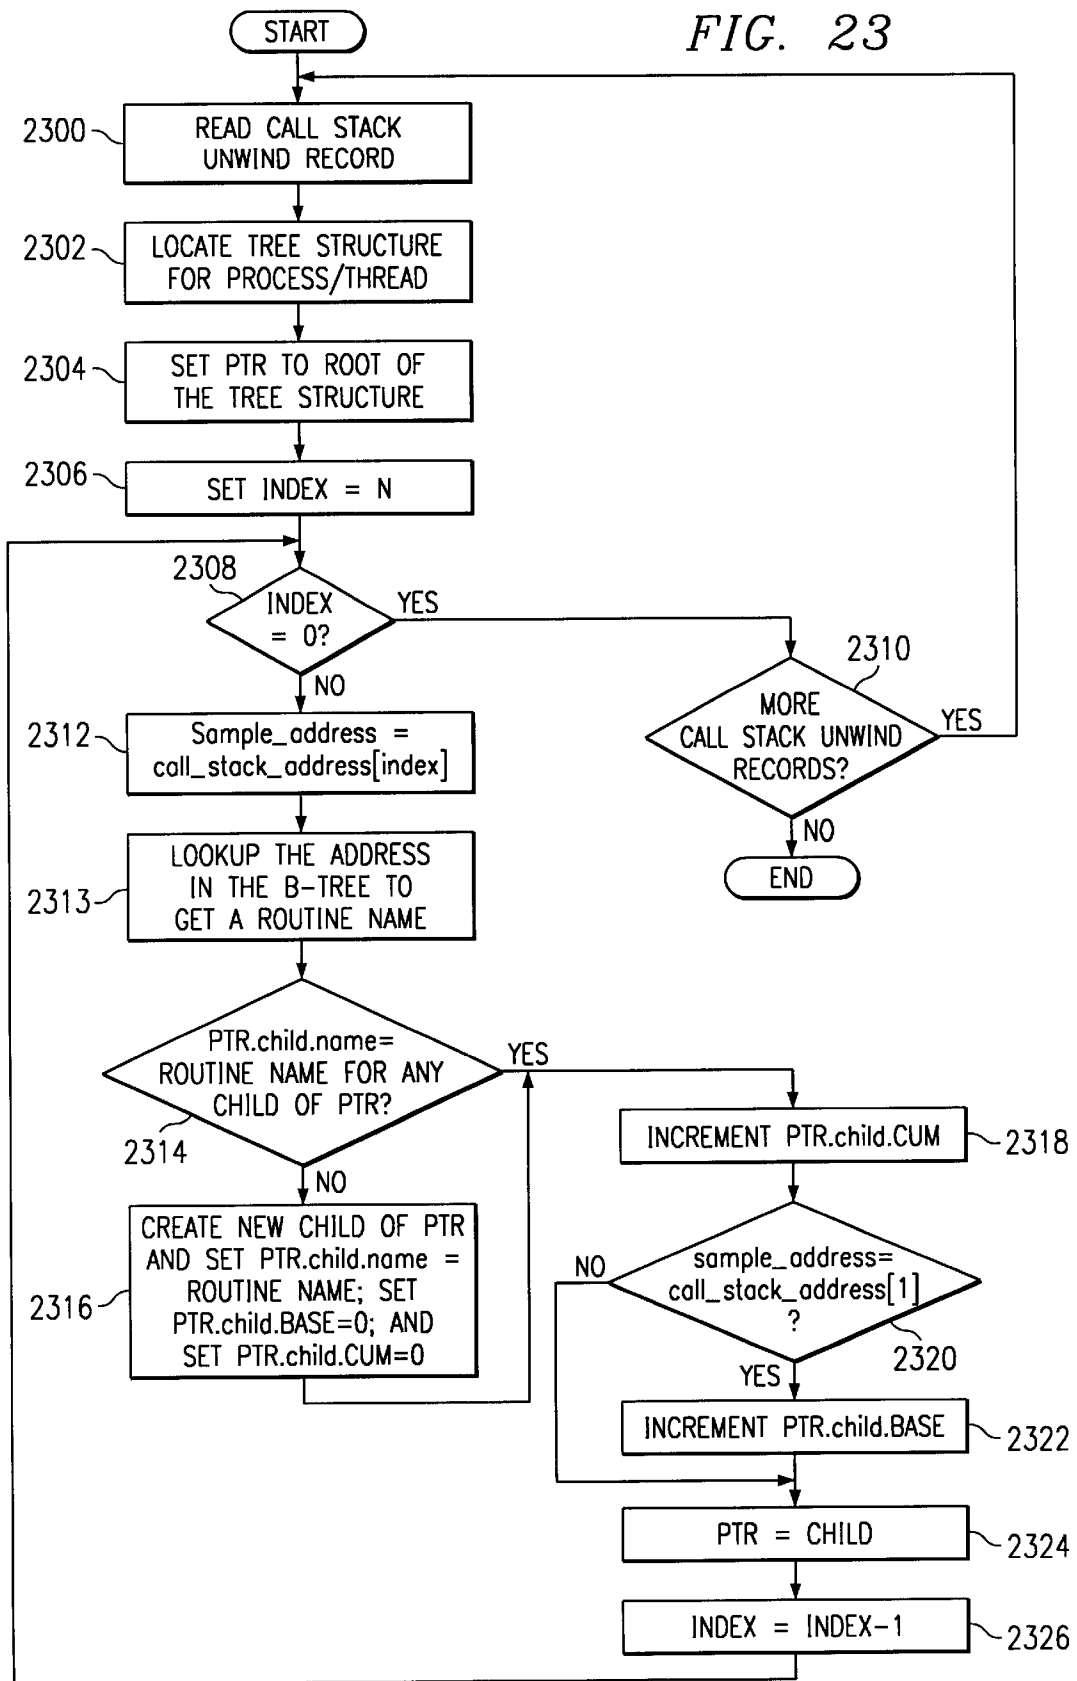 START
FIG. 23
2300
READ CALL STACK
UNWIND RECORD
2302
LOCATE TREE STRUCTURE
FOR PROCESS/THREAD
2304
SET PTR TO ROOT OF
THE TREE STRUCTURE
2306
SET INDEX = N
2308
INDEX
= 0?
YES
NO
2310
MORE
CALL STACK UNWIND
RECORDS?
YES
NO
END
2312
Sample_address =
call_stack_address[index]
2313
LOOKUP THE ADDRESS
IN THE B-TREE TO
GET A ROUTINE NAME
PTR.child.name=
ROUTINE NAME FOR ANY
CHILD OF PTR?
2314
YES
NO
2316
CREATE NEW CHILD OF PTR
AND SET PTR.child.name =
ROUTINE NAME; SET
PTR.child.BASE=0; AND
SET PTR.child.CUM=0
INCREMENT PTR.child.CUM
2318
sample_address=
call_stack_address[1]
?
NO
2320
YES
INCREMENT PTR.child.BASE
2322
PTR = CHILD
2324
INDEX = INDEX-1
2326